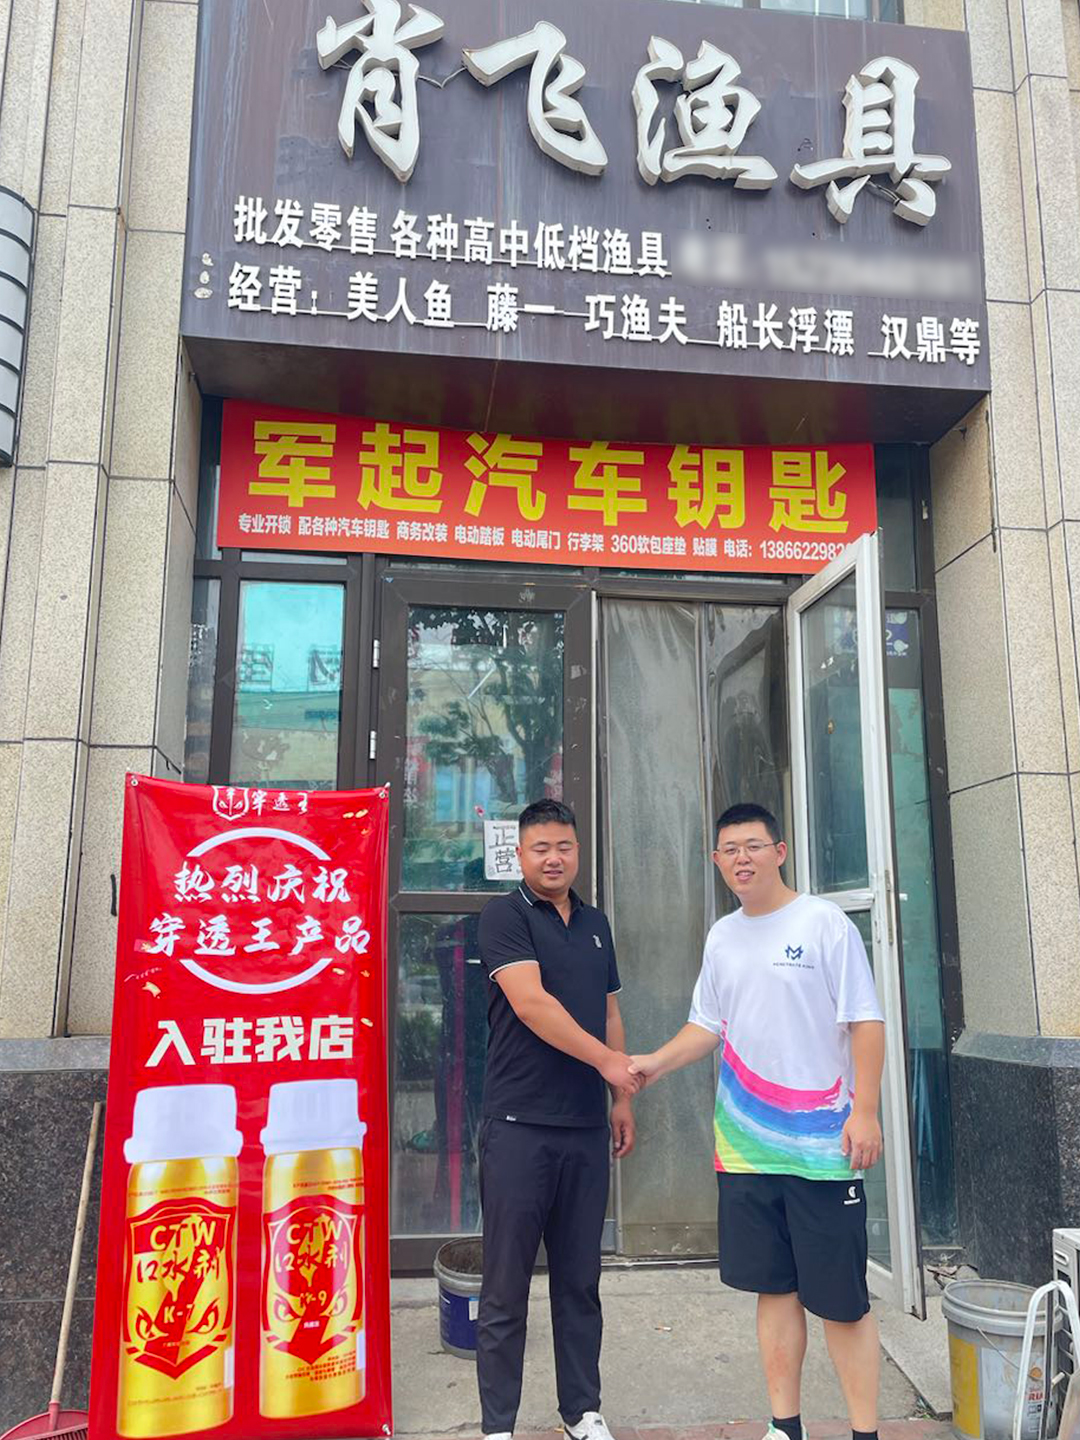 肖飞渔具
批发零售 各种高中低档渔具
经营：美人鱼 藤一 巧渔夫 船长浮漂 汉鼎等
军起汽车钥匙
专业开锁 配各种汽车钥匙 商务改装 电动踏板 电动尾门 行李架 360软包座垫 贴膜 电话：1386622982
正
营
穿透王
热烈庆祝
穿透王产品
入驻我店
CTW
口水剂
K-7
CTW
口水剂
K-9
PENETRATE KING